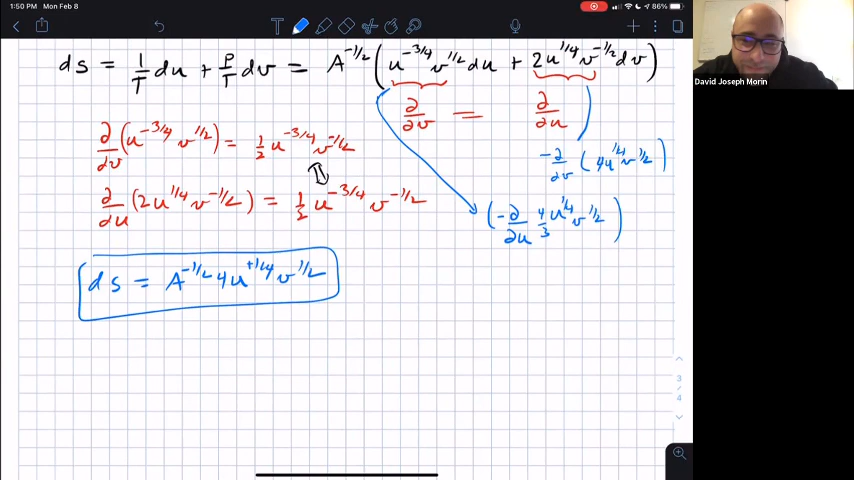 1:50 PM Mon Feb 8
86%
ds = 1/T du + P/T dv = A^-1/2 ( u^-3/4 v^1/2 du + 2u^1/4 v^-1/2 dv )
∂/∂v = ∂/∂u
∂/∂v (u^-3/4 v^1/2) = 1/2 u^-3/4 v^-1/2
-∂/∂v (4u^1/4 v^1/2)
∂/∂u (2u^1/4 v^-1/2) = 1/2 u^-3/4 v^-1/2
(-∂/∂u 4/3 u^1/4 v^1/2)
ds = A^-1/2 4u^+1/4 v^1/2
David Joseph Morin
3
/
4